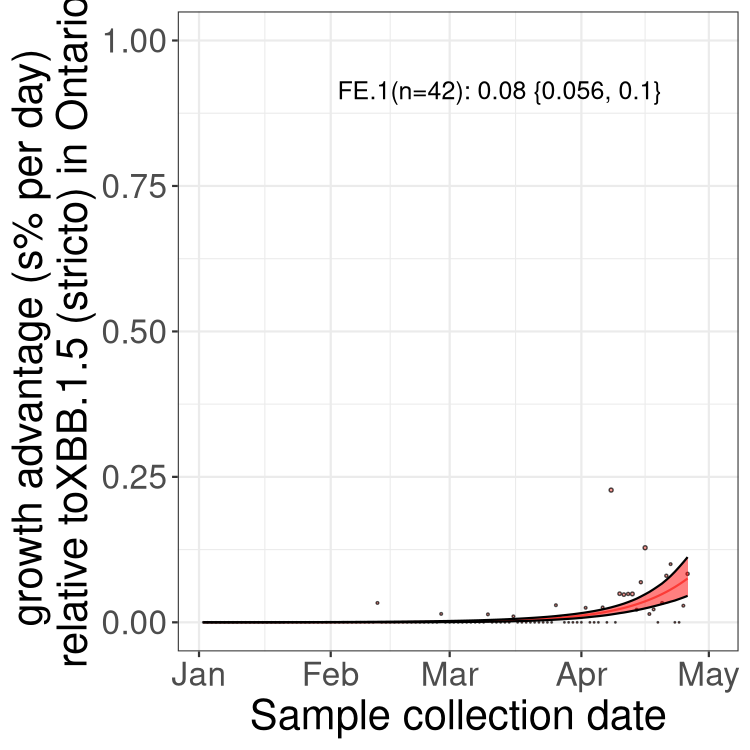 growth advantage (s% per day)
relative toXBB.1.5 (stricto) in Ontario
1.00
0.75
0.50
0.25
0.00
FE.1(n=42): 0.08 {0.056, 0.1}
Jan Feb Mar Apr May
Sample collection date